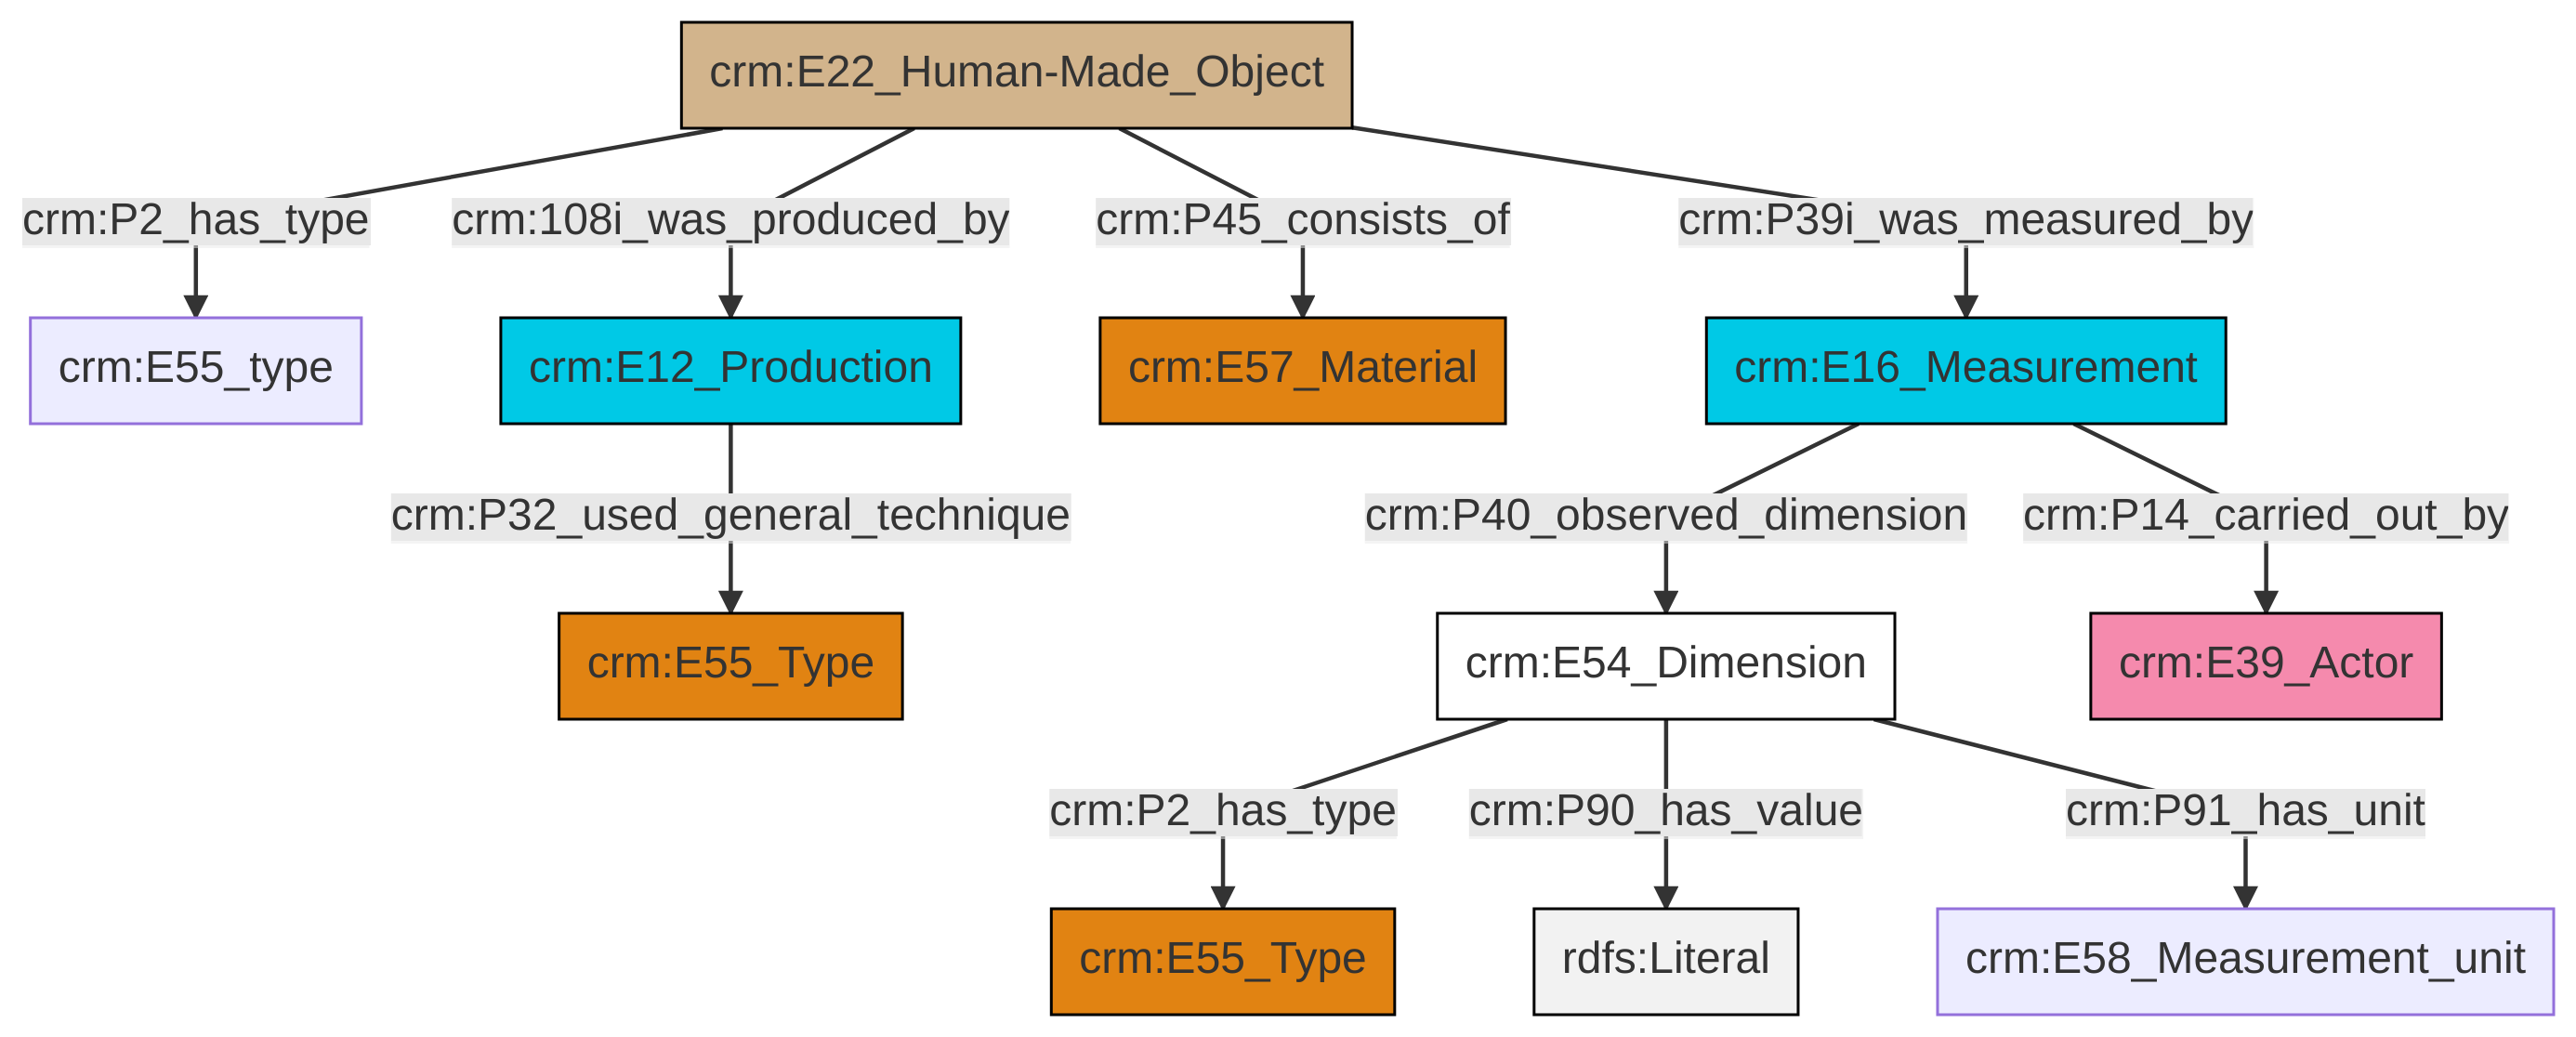 crm:E22_Human-Made_Object
crm:P2_has_type
crm:108i_was_produced_by
crm:P45_consists_of
crm:P39i_was_measured_by
crm:E55_type
crm:E12_Production
crm:E57_Material
crm:E16_Measurement
crm:P32_used_general_technique
crm:P40_observed_dimension
crm:P14_carried_out_by
crm:E55_Type
crm:E54_Dimension
crm:E39_Actor
crm:P2_has_type
crm:P90_has_value
crm:P91_has_unit
crm:E55_Type
rdfs:Literal
crm:E58_Measurement_unit